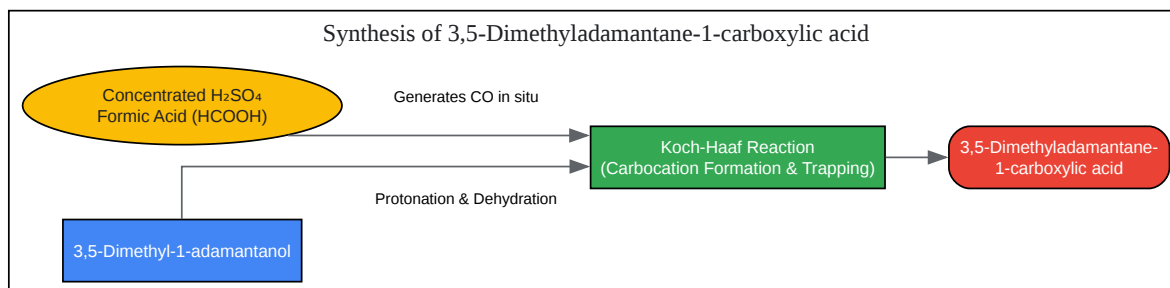 Synthesis of 3,5-Dimethyladamantane-1-carboxylic acid
Concentrated H₂SO₄
Formic Acid (HCOOH)
Generates CO in situ
Koch-Haaf Reaction
(Carbocation Formation & Trapping)
3,5-Dimethyladamantane-
1-carboxylic acid
Protonation & Dehydration
3,5-Dimethyl-1-adamantanol